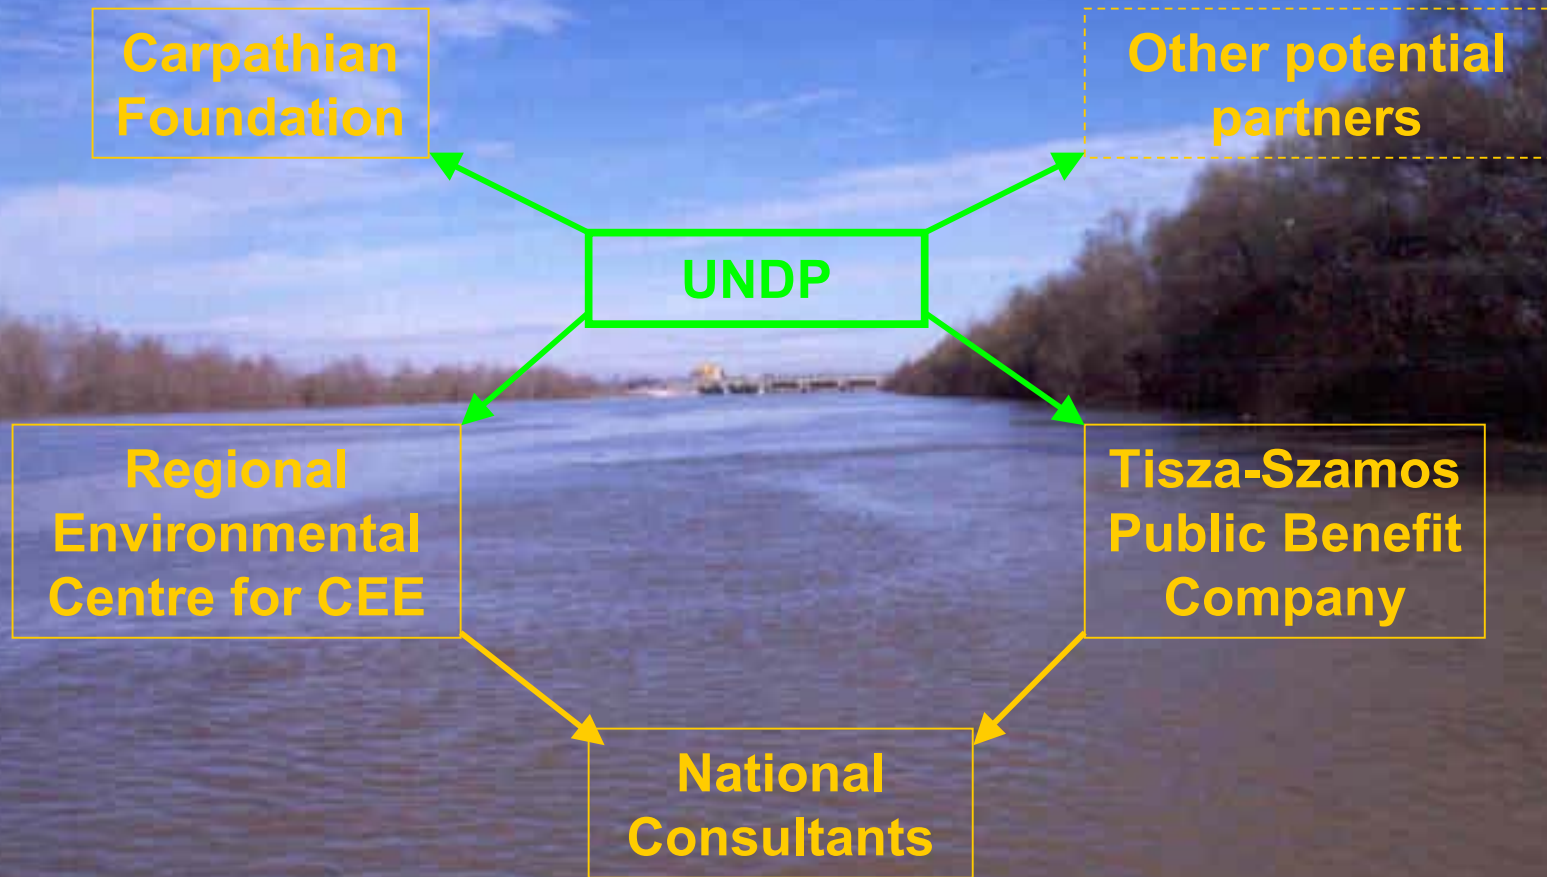 Carpathian
Foundation
Other potential
partners
UNDP
Regional
Environmental
Centre for CEE
Tisza-Szamos
Public Benefit
Company
National
Consultants